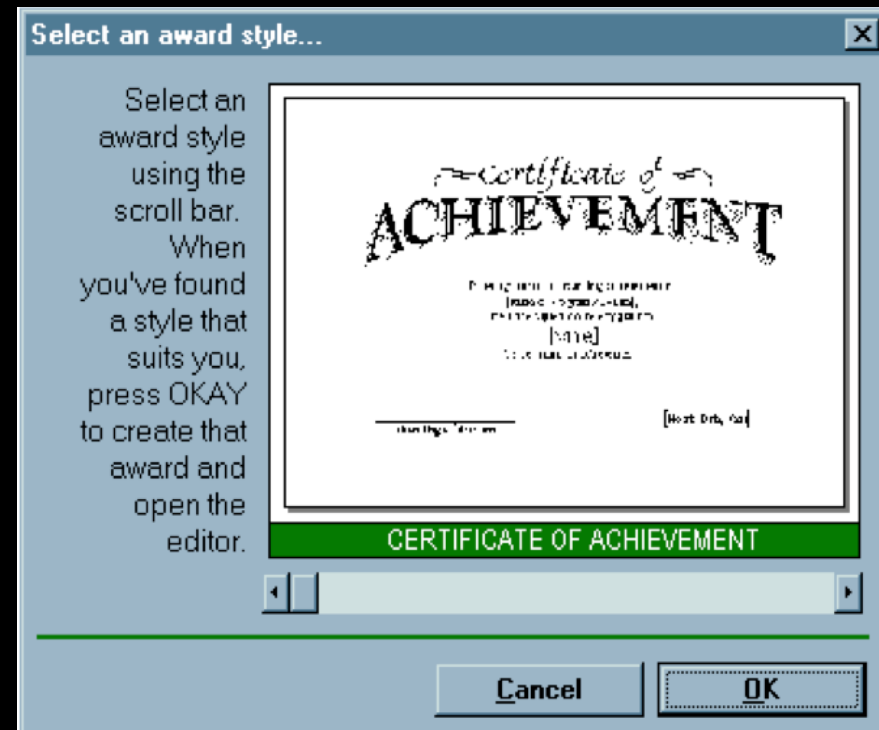 Select an award style...
Select an
award style
using the
scroll bar.
When
you've found
a style that
suits you,
press OKAY
to create that
award and
open the
editor.
Certificate of
ACHIEVEMENT
CERTIFICATE OF ACHIEVEMENT
Cancel
OK